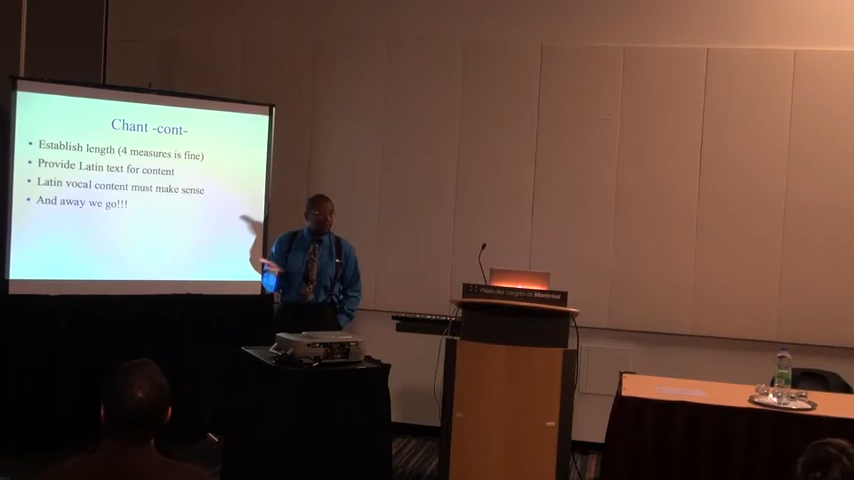 Chant -cont-
• Establish length (4 measures is fine)
• Provide Latin text for content
• Latin vocal content must make sense
• And away we go!!!
Palais des congrès de Montréal